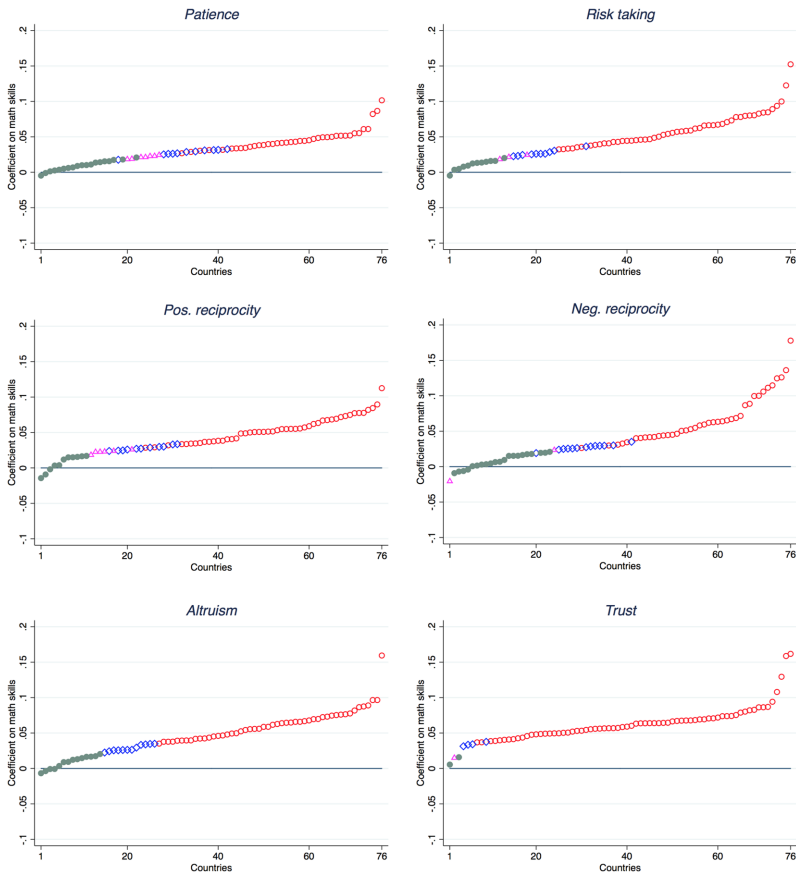 Patience
Risk taking
Coefficient on math skills
-.1 -.05 0 .05 .1 .15 .2
1 20 40 60 76
Countries
Coefficient on math skills
-.1 -.05 0 .05 .1 .15 .2
1 20 40 60 76
Countries
Pos. reciprocity
Neg. reciprocity
Coefficient on math skills
-.1 -.05 0 .05 .1 .15 .2
1 20 40 60 76
Countries
Coefficient on math skills
-.1 -.05 0 .05 .1 .15 .2
1 20 40 60 76
Countries
Altruism
Trust
Coefficient on math skills
-.1 -.05 0 .05 .1 .15 .2
1 20 40 60 76
Countries
Coefficient on math skills
-.1 -.05 0 .05 .1 .15 .2
1 20 40 60 76
Countries